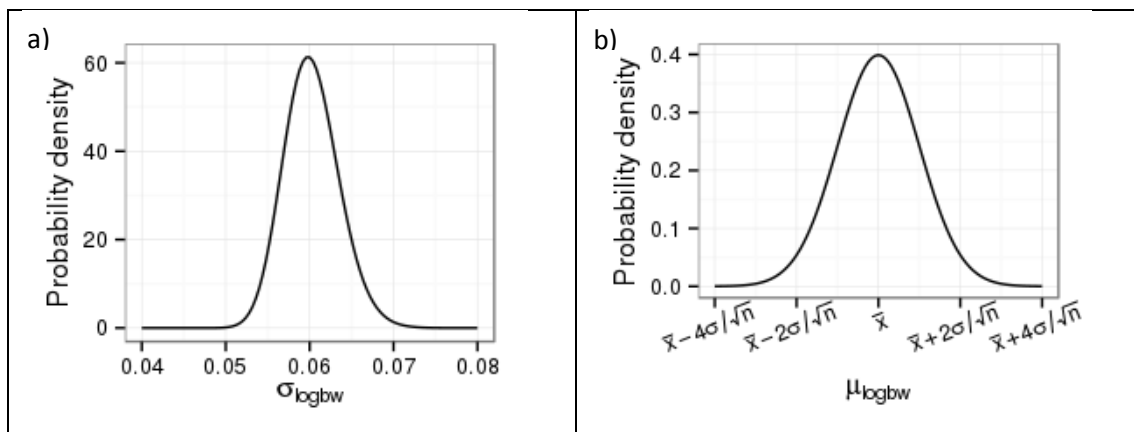 a)
Probability density
60
40
20
0
0.04 0.05 0.06 0.07 0.08
σlogbw
b)
Probability density
0.4
0.3
0.2
0.1
0.0
x̄−4σ/√n x̄−2σ/√n x̄ x̄+2σ/√n x̄+4σ/√n
μlogbw